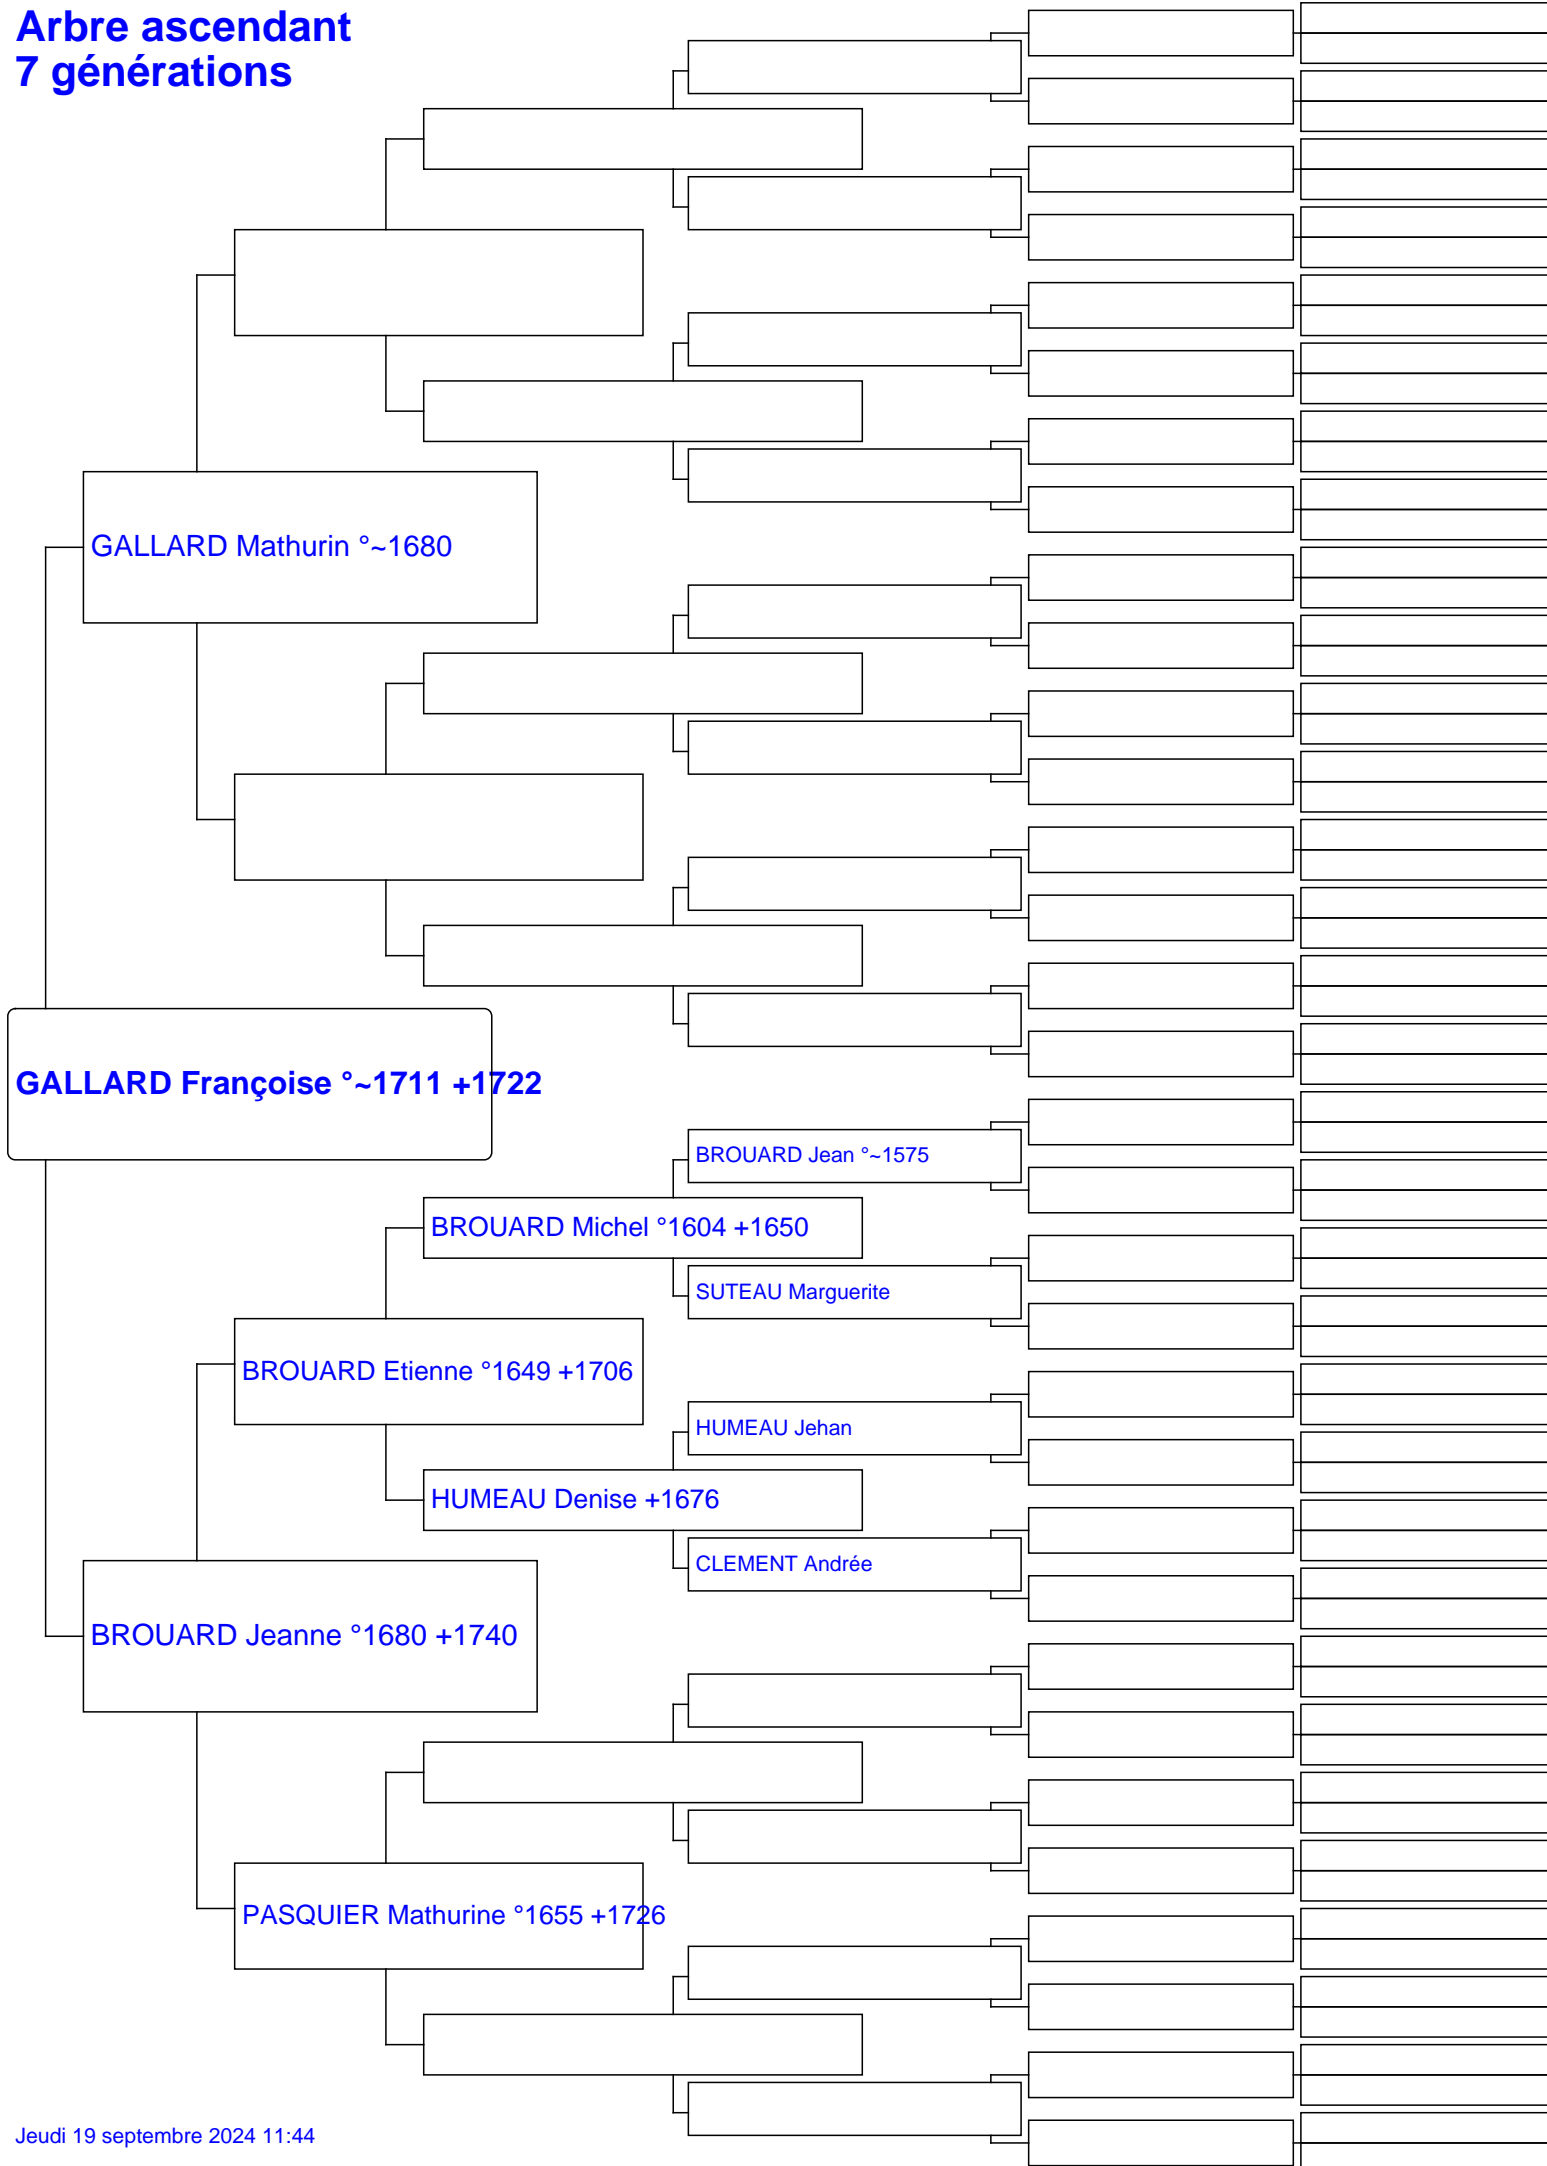 Arbre ascendant
7 générations
GALLARD Mathurin °~1680
GALLARD Françoise °~1711 +1722
BROUARD Jean °~1575
BROUARD Michel °1604 +1650
SUTEAU Marguerite
BROUARD Etienne °1649 +1706
HUMEAU Jehan
HUMEAU Denise +1676
CLEMENT Andrée
BROUARD Jeanne °1680 +1740
PASQUIER Mathurine °1655 +1726
Jeudi 19 septembre 2024 11:44